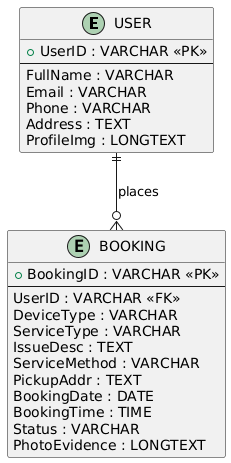 E USER
+ UserID : VARCHAR «PK»
FullName : VARCHAR
Email : VARCHAR
Phone : VARCHAR
Address : TEXT
ProfileImg : LONGTEXT
places
E BOOKING
+ BookingID : VARCHAR «PK»
UserID : VARCHAR «FK»
DeviceType : VARCHAR
ServiceType : VARCHAR
IssueDesc : TEXT
ServiceMethod : VARCHAR
PickupAddr : TEXT
BookingDate : DATE
BookingTime : TIME
Status : VARCHAR
PhotoEvidence : LONGTEXT